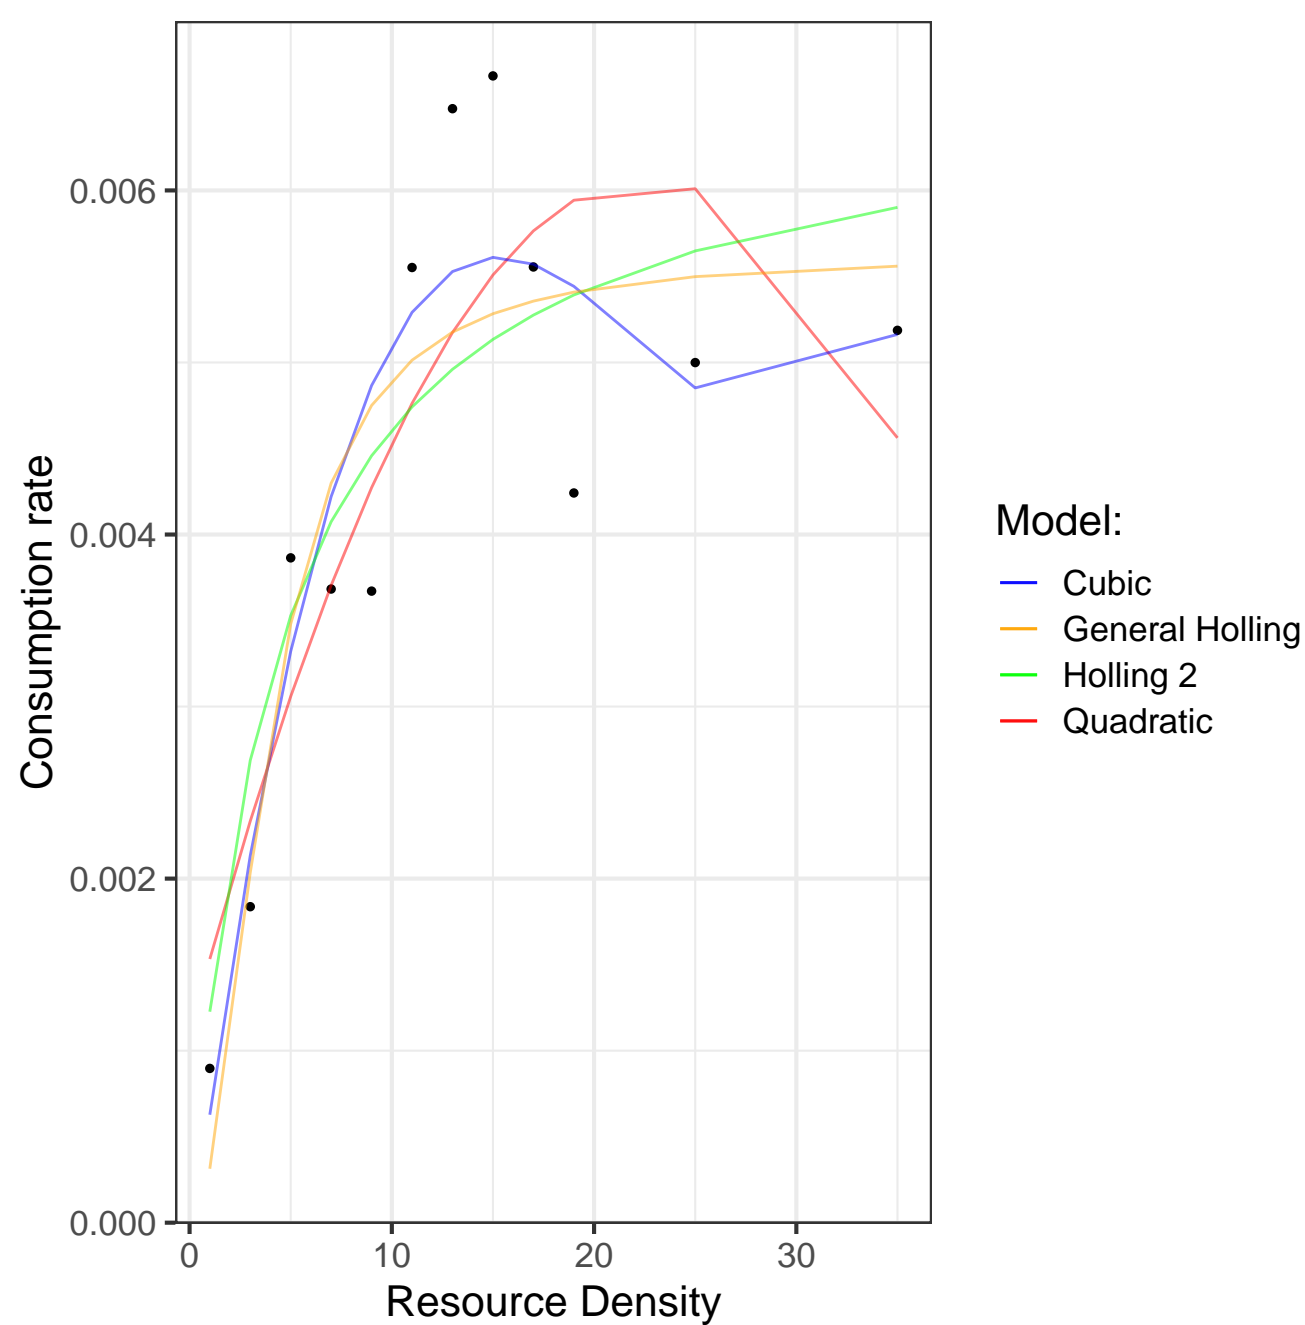 Consumption rate
0.006
0.004
0.002
0.000
0 10 20 30
Resource Density
Model:
Cubic
General Holling
Holling 2
Quadratic